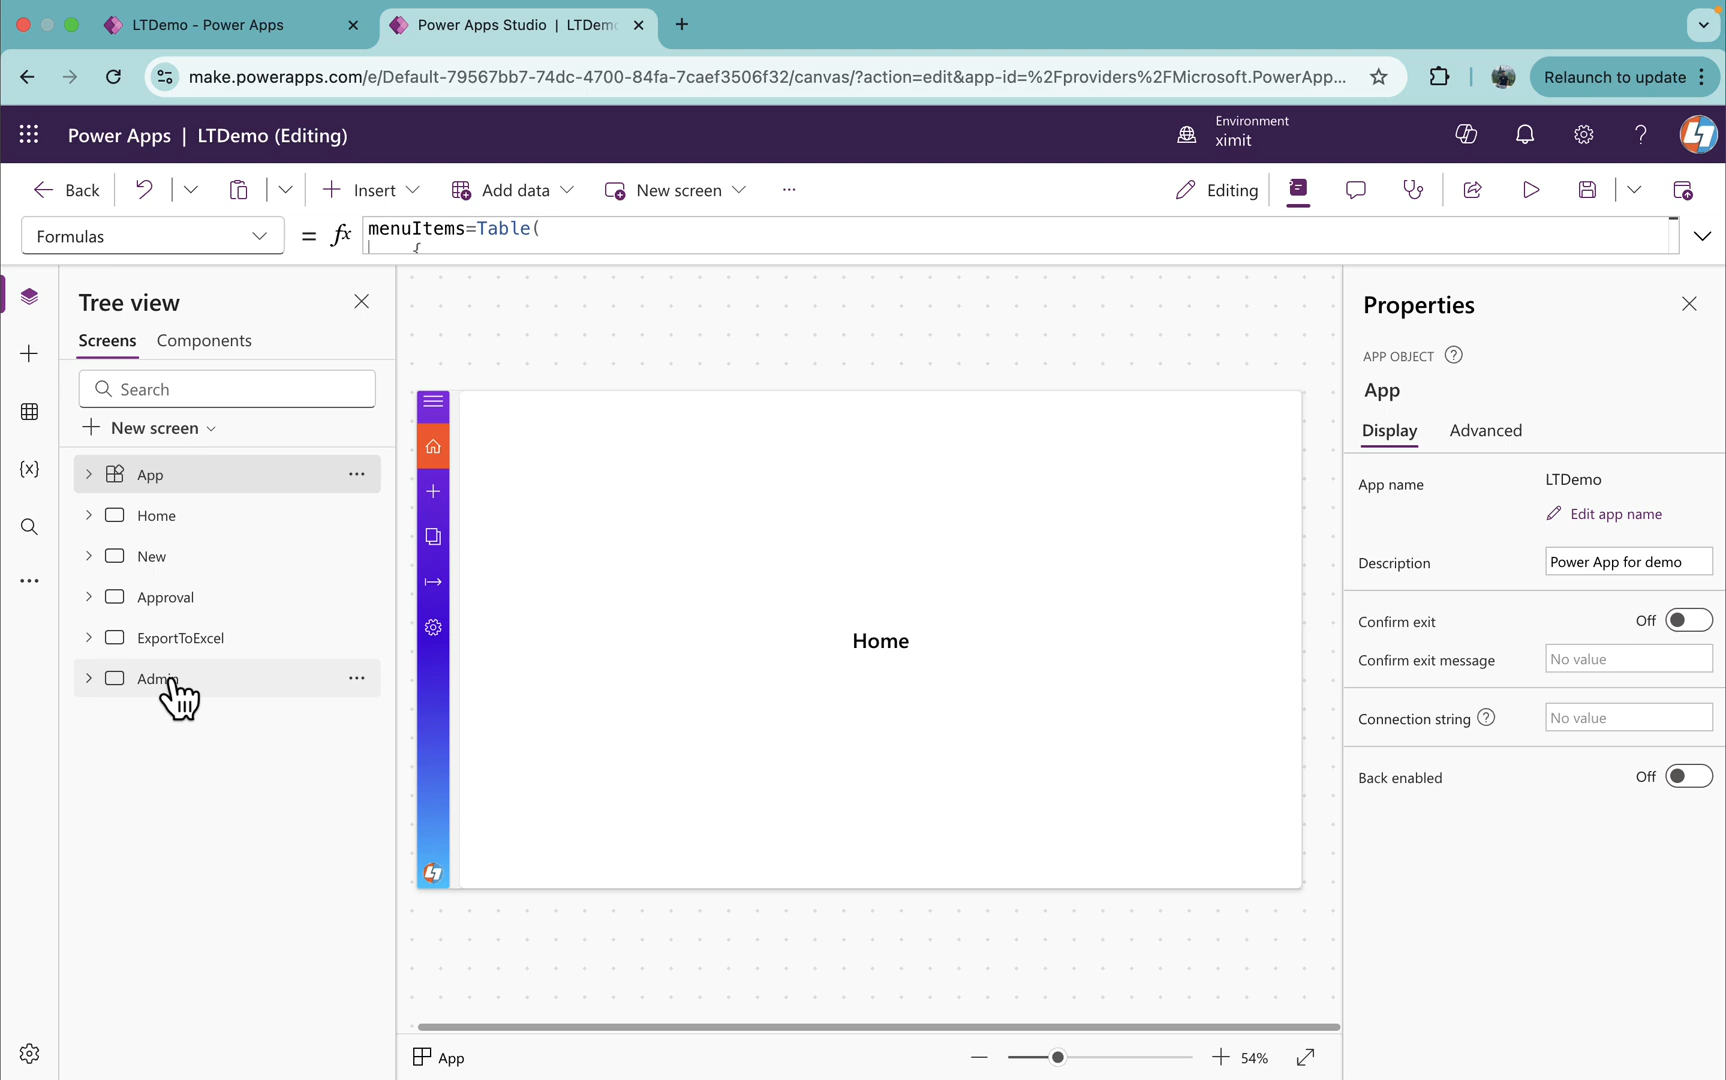 LTDemo - Power Apps
Power Apps Studio | LTDem
make.powerapps.com/e/Default-79567bb7-74dc-4700-84fa-7caef3506f32/canvas/?action=edit&app-id=%2Fproviders%2FMicrosoft.PowerApp...
Relaunch to update
Power Apps | LTDemo (Editing)
Environment
ximit
Back
Insert
Add data
New screen
Editing
Formulas
= fx
menuItems=Table(
{
Tree view
Screens
Components
Search
New screen
App
Home
New
Approval
ExportToExcel
Admin
Home
Properties
APP OBJECT
App
Display
Advanced
App name
LTDemo
Edit app name
Description
Power App for demo
Confirm exit
Off
Confirm exit message
No value
Connection string
No value
Back enabled
Off
App
54%